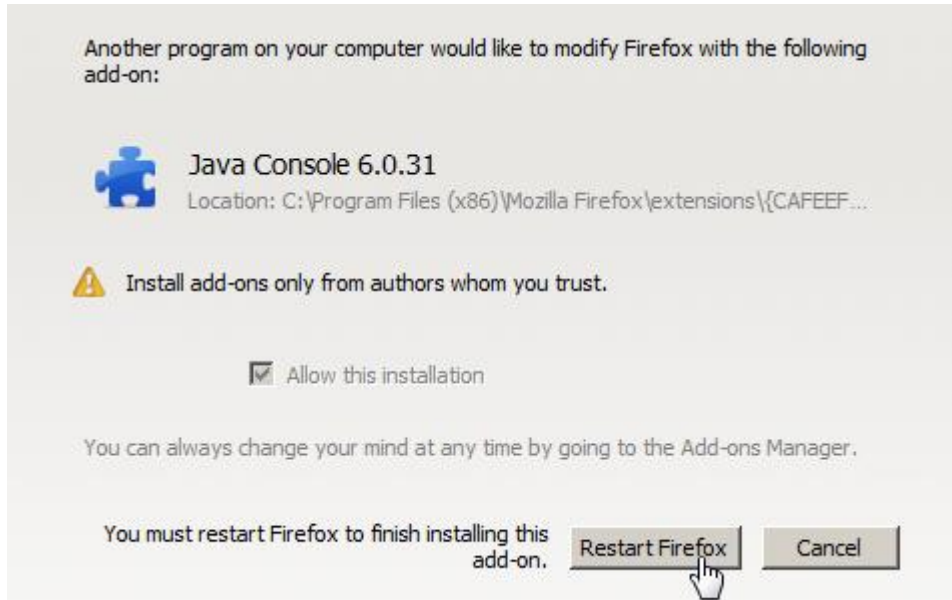 Another program on your computer would like to modify Firefox with the following
add-on:
Java Console 6.0.31
Location: C:\Program Files (x86)\Mozilla Firefox\extensions\{CAFEEF...
Install add-ons only from authors whom you trust.
Allow this installation
You can always change your mind at any time by going to the Add-ons Manager.
You must restart Firefox to finish installing this
add-on.
Restart Firefox
Cancel